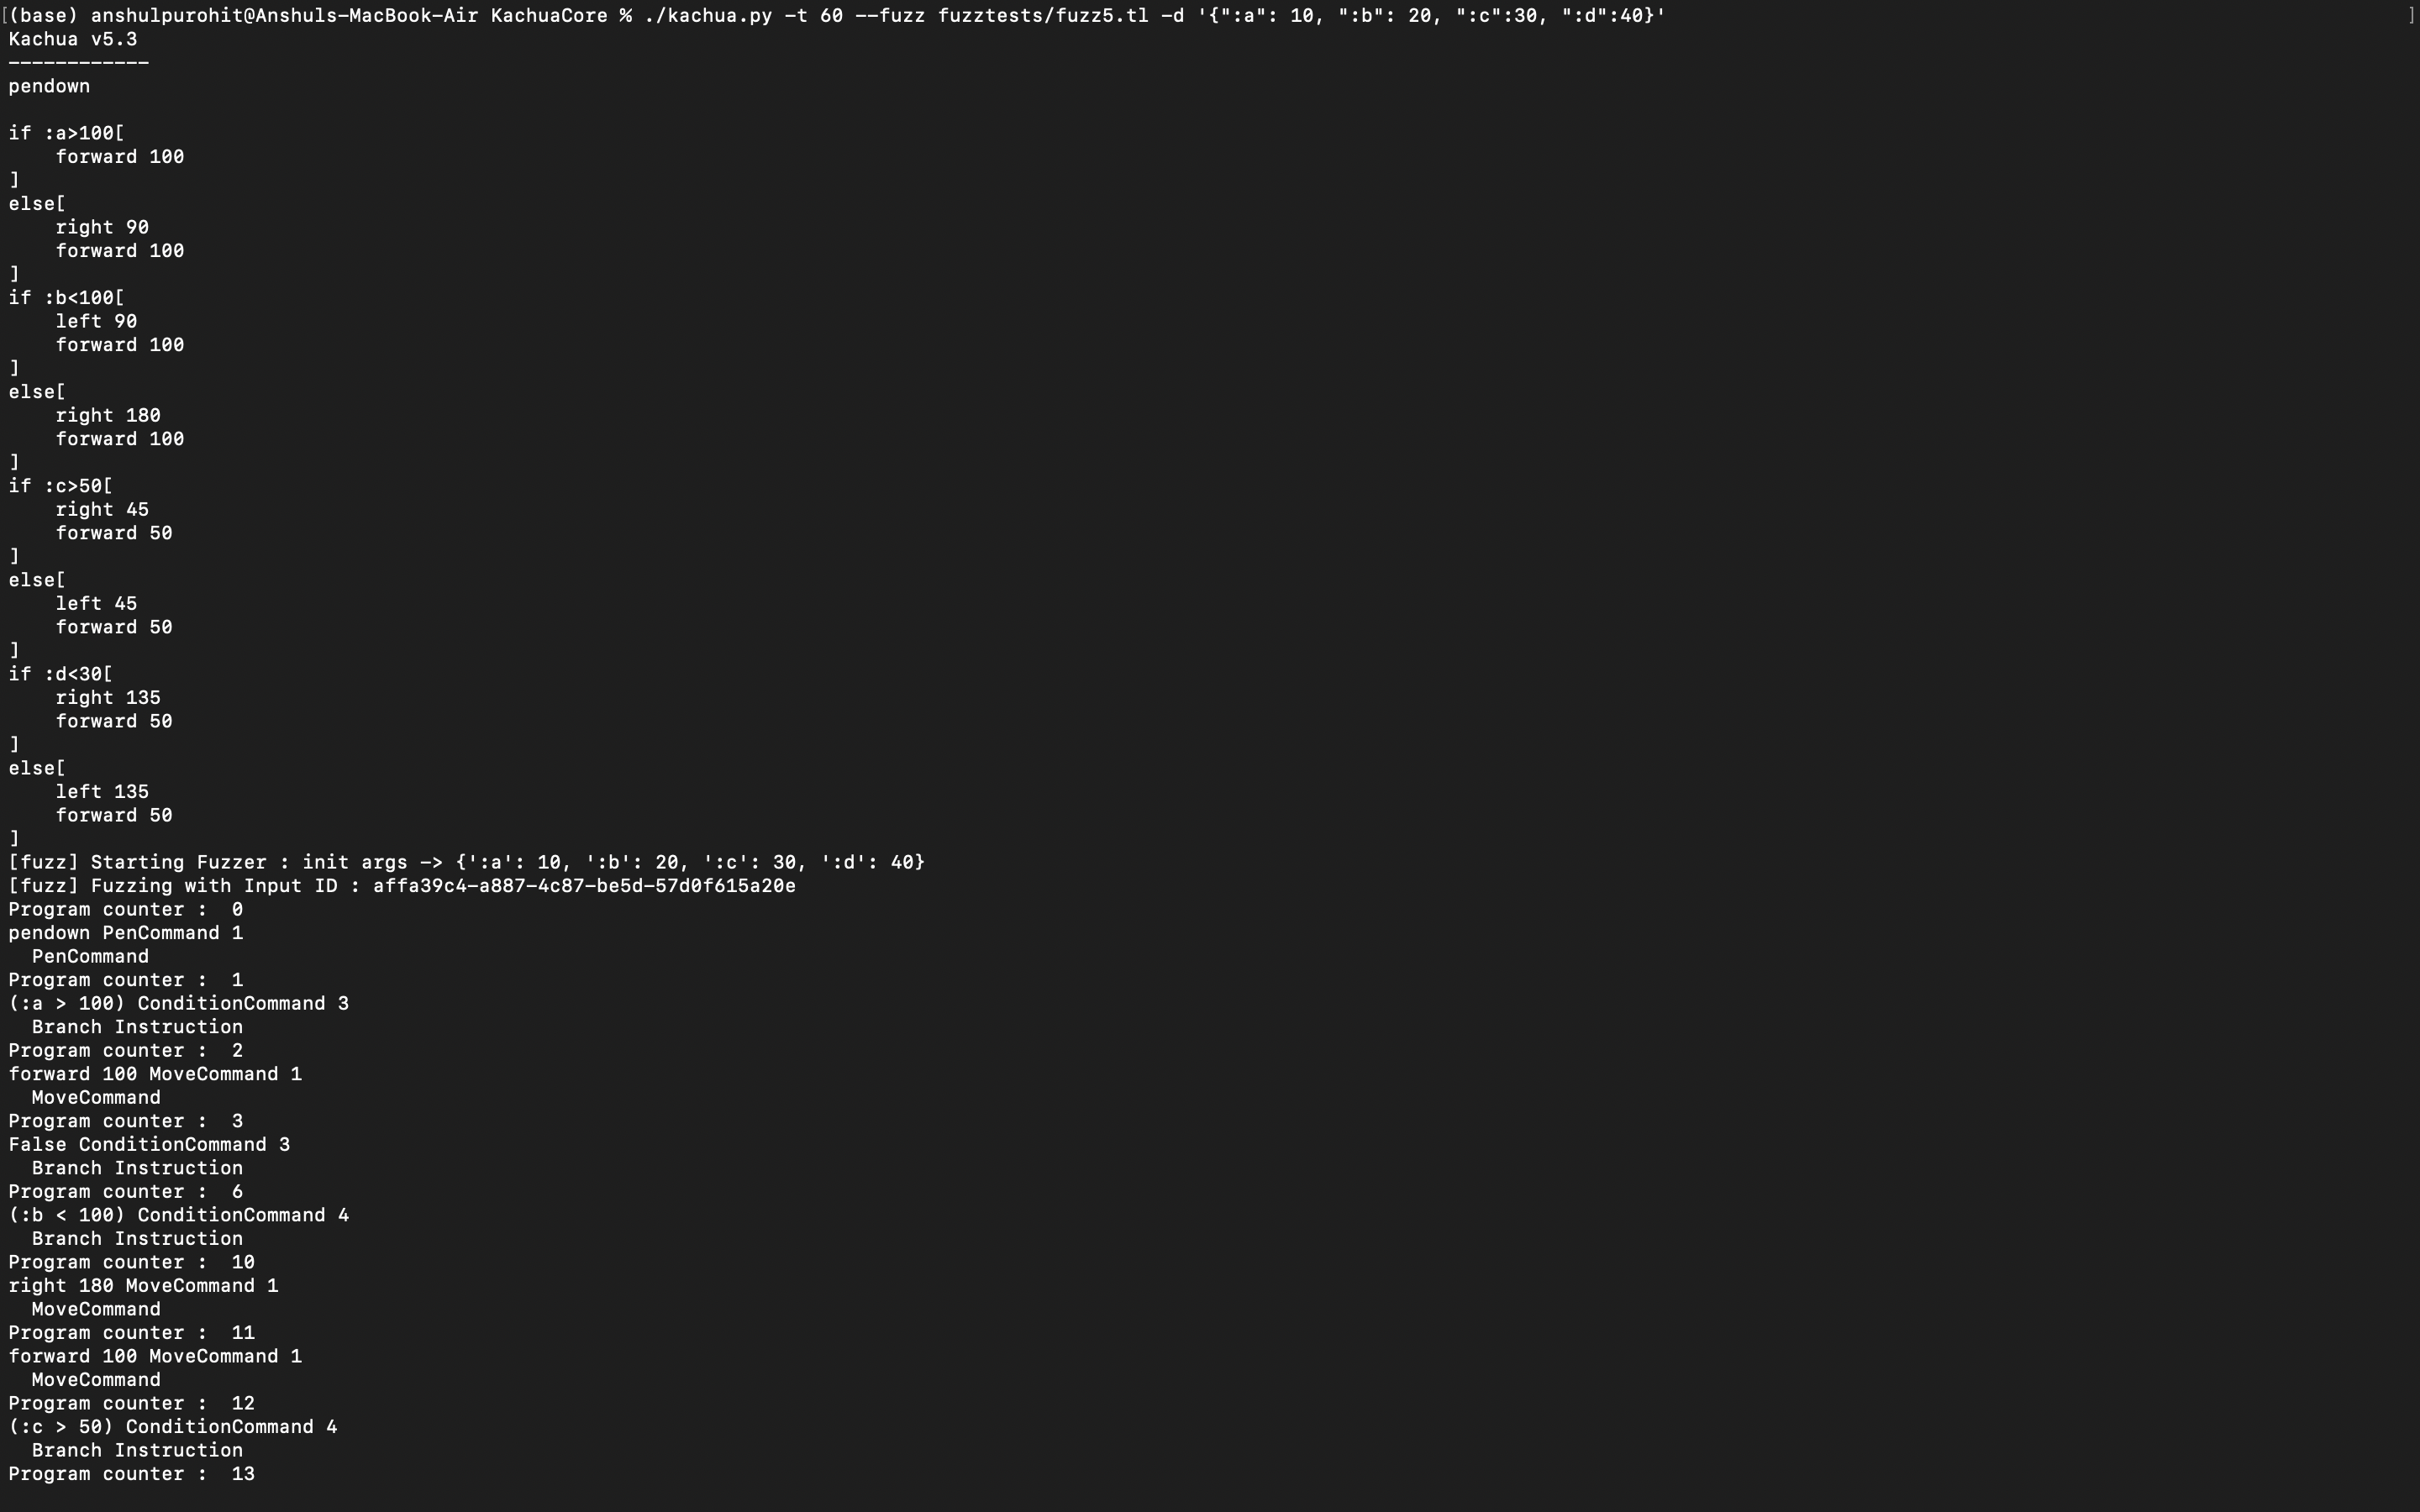 [(base) anshulpurohit@Anshuls-MacBook-Air KachuaCore % ./kachua.py -t 60 --fuzz fuzztests/fuzz5.tl -d '{":a": 10, ":b": 20, ":c":30, ":d":40}' ]
Kachua v5.3
------------
pendown

if :a>100[
    forward 100
]
else[
    right 90
    forward 100
]
if :b<100[
    left 90
    forward 100
]
else[
    right 180
    forward 100
]
if :c>50[
    right 45
    forward 50
]
else[
    left 45
    forward 50
]
if :d<30[
    right 135
    forward 50
]
else[
    left 135
    forward 50
]
[fuzz] Starting Fuzzer : init args -> {':a': 10, ':b': 20, ':c': 30, ':d': 40}
[fuzz] Fuzzing with Input ID : affa39c4-a887-4c87-be5d-57d0f615a20e
Program counter :  0
pendown PenCommand 1
  PenCommand
Program counter :  1
(:a > 100) ConditionCommand 3
  Branch Instruction
Program counter :  2
forward 100 MoveCommand 1
  MoveCommand
Program counter :  3
False ConditionCommand 3
  Branch Instruction
Program counter :  6
(:b < 100) ConditionCommand 4
  Branch Instruction
Program counter :  10
right 180 MoveCommand 1
  MoveCommand
Program counter :  11
forward 100 MoveCommand 1
  MoveCommand
Program counter :  12
(:c > 50) ConditionCommand 4
  Branch Instruction
Program counter :  13